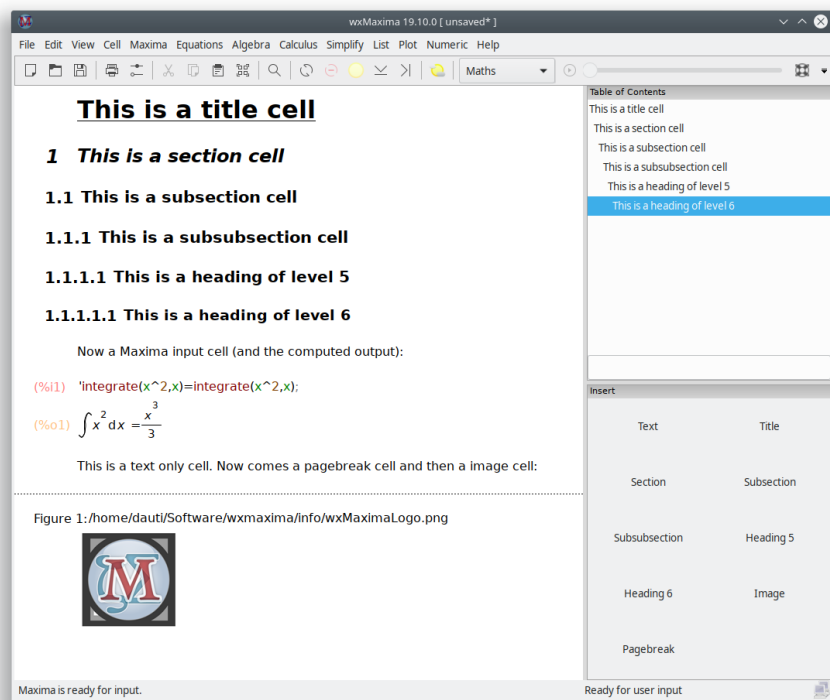 wxMaxima 19.10.0 [ unsaved* ]
File Edit View Cell Maxima Equations Algebra Calculus Simplify List Plot Numeric Help
Maths
This is a title cell
1 This is a section cell
1.1 This is a subsection cell
1.1.1 This is a subsubsection cell
1.1.1.1 This is a heading of level 5
1.1.1.1.1 This is a heading of level 6
Now a Maxima input cell (and the computed output):
(%i1) 'integrate(x^2,x)=integrate(x^2,x);
(%o1) ∫x²dx = x³/3
This is a text only cell. Now comes a pagebreak cell and then a image cell:
Figure 1:/home/dauti/Software/wxmaxima/info/wxMaximaLogo.png
M
Table of Contents
This is a title cell
This is a section cell
This is a subsection cell
This is a subsubsection cell
This is a heading of level 5
This is a heading of level 6
Insert
Text Title
Section Subsection
Subsubsection Heading 5
Heading 6 Image
Pagebreak
Maxima is ready for input.
Ready for user input